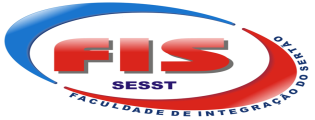 FIS
SESST
FACULDADE DE INTEGRAÇÃO DO SERTÃO